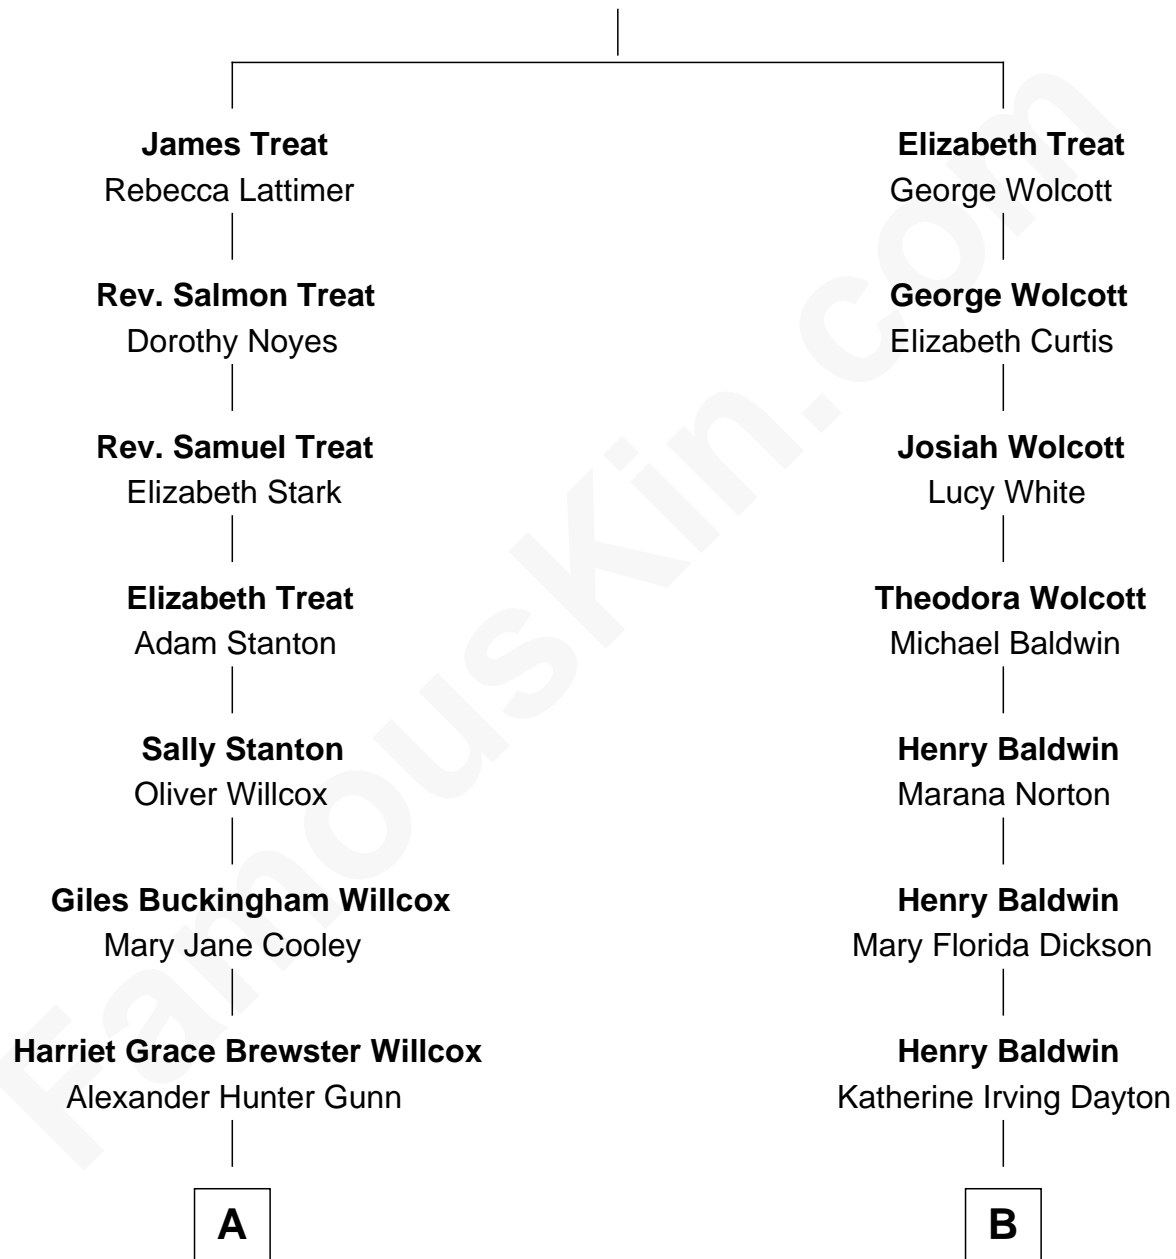 James Treat
Rebecca Lattimer
Elizabeth Treat
George Wolcott
Rev. Salmon Treat
Dorothy Noyes
George Wolcott
Elizabeth Curtis
Rev. Samuel Treat
Elizabeth Stark
Josiah Wolcott
Lucy White
Elizabeth Treat
Adam Stanton
Theodora Wolcott
Michael Baldwin
Sally Stanton
Oliver Willcox
Henry Baldwin
Marana Norton
Giles Buckingham Willcox
Mary Jane Cooley
Henry Baldwin
Mary Florida Dickson
Harriet Grace Brewster Willcox
Alexander Hunter Gunn
Henry Baldwin
Katherine Irving Dayton
A
B
FamousKin.com